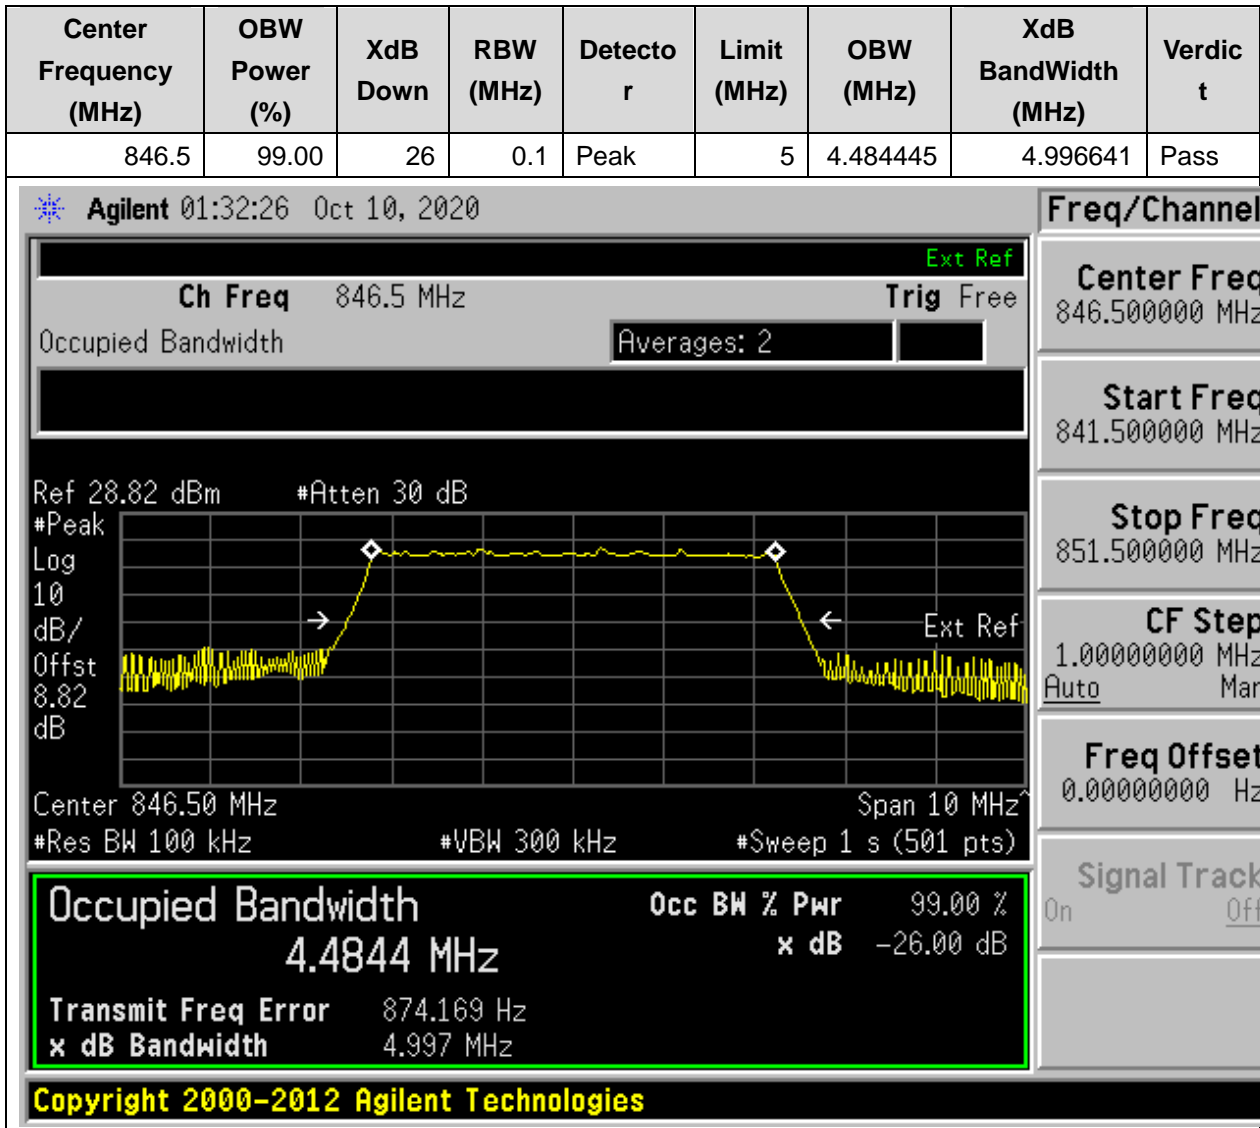 Center Frequency (MHz) OBW Power (%) XdB Down RBW (MHz) Detecto r Limit (MHz) OBW (MHz) XdB BandWidth (MHz) Verdic t
846.5 99.00 26 0.1 Peak 5 4.484445 4.996641 Pass
Agilent 01:32:26 Oct 10, 2020
Freq/Channel
Ext Ref
Ch Freq 846.5 MHz Trig Free
Occupied Bandwidth Averages: 2
Center Freq
846.500000 MHz
Start Freq
841.500000 MHz
Stop Freq
851.500000 MHz
CF Step
1.00000000 MHz
Auto Man
Freq Offset
0.00000000 Hz
Signal Track
On Off
Ref 28.82 dBm #Atten 30 dB
#Peak
Log
10
dB/
Offst
8.82
dB
Ext Ref
Center 846.50 MHz Span 10 MHz^
#Res BW 100 kHz #VBW 300 kHz #Sweep 1 s (501 pts)
Occupied Bandwidth Occ BW % Pwr 99.00 %
4.4844 MHz x dB -26.00 dB
Transmit Freq Error 874.169 Hz
x dB Bandwidth 4.997 MHz
Copyright 2000-2012 Agilent Technologies